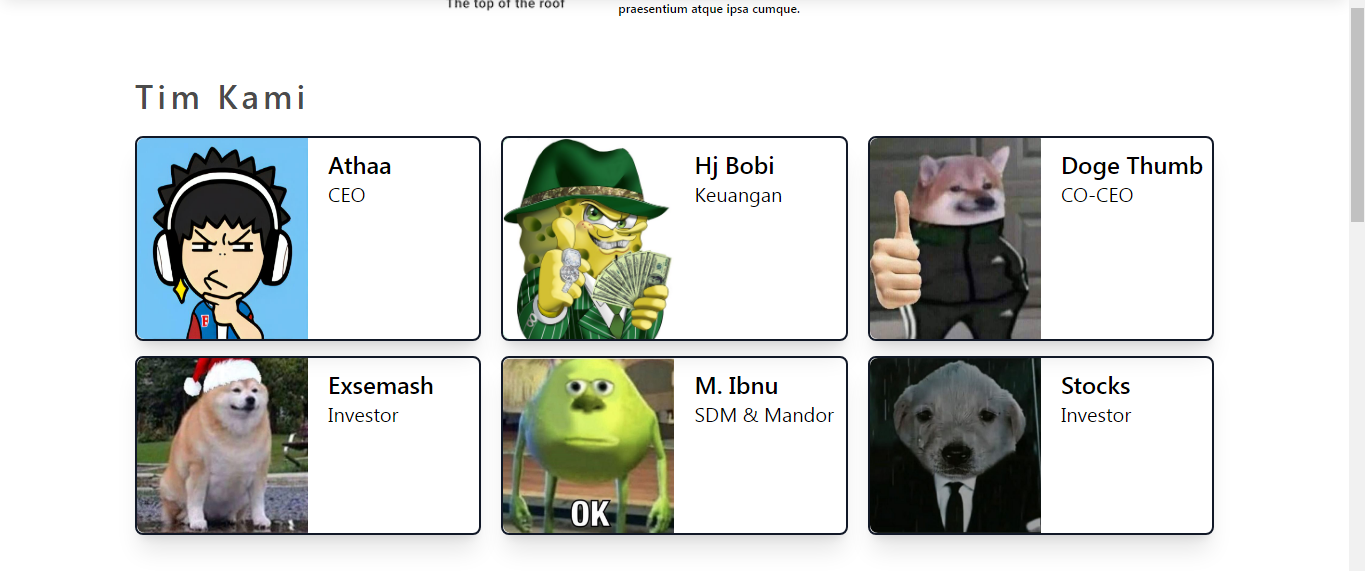 The top of the roof
praesentium atque ipsa cumque.
Tim Kami
Athaa
CEO
Hj Bobi
Keuangan
Doge Thumb
CO-CEO
F
Exsemash
Investor
M. Ibnu
SDM & Mandor
OK
Stocks
Investor